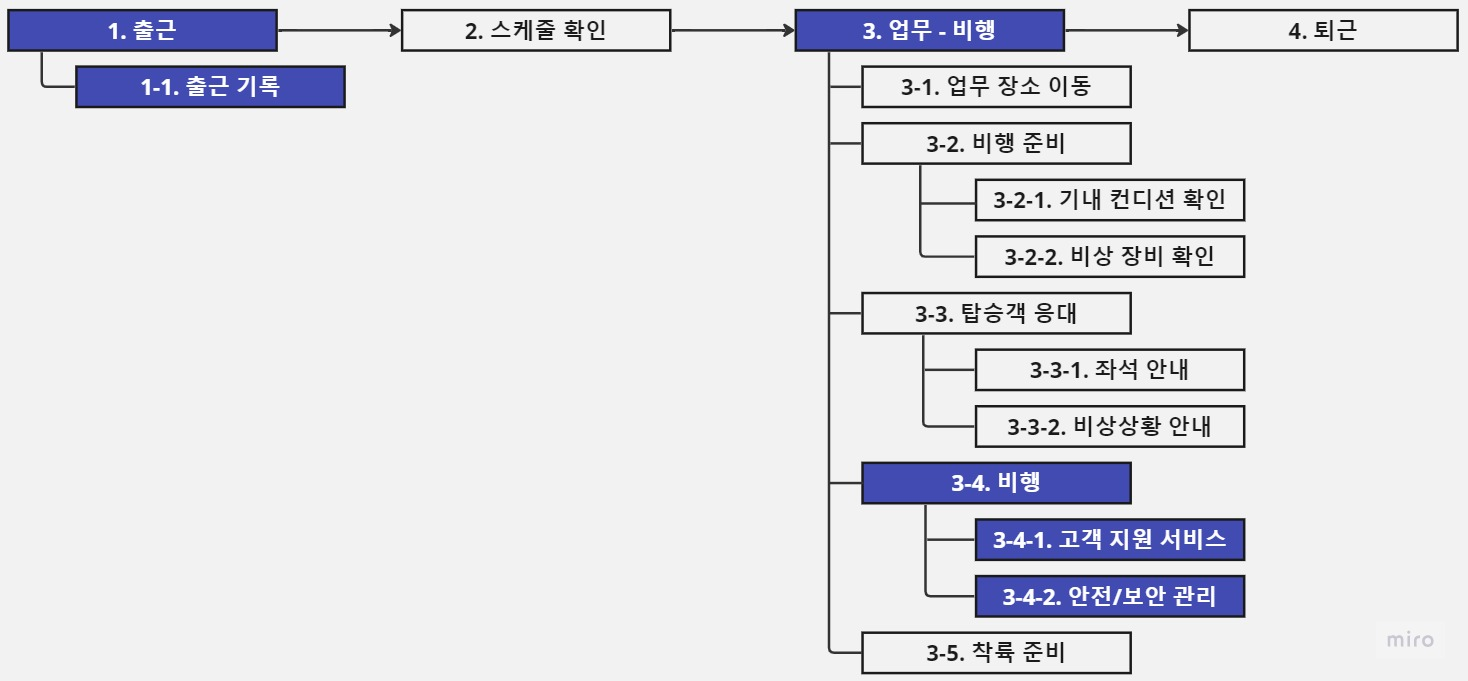 1. 출근
2. 스케줄 확인
3. 업무 - 비행
4. 퇴근
1-1. 출근 기록
3-1. 업무 장소 이동
3-2. 비행 준비
3-2-1. 기내 컨디션 확인
3-2-2. 비상 장비 확인
3-3. 탑승객 응대
3-3-1. 좌석 안내
3-3-2. 비상상황 안내
3-4. 비행
3-4-1. 고객 지원 서비스
3-4-2. 안전/보안 관리
3-5. 착륙 준비
miro